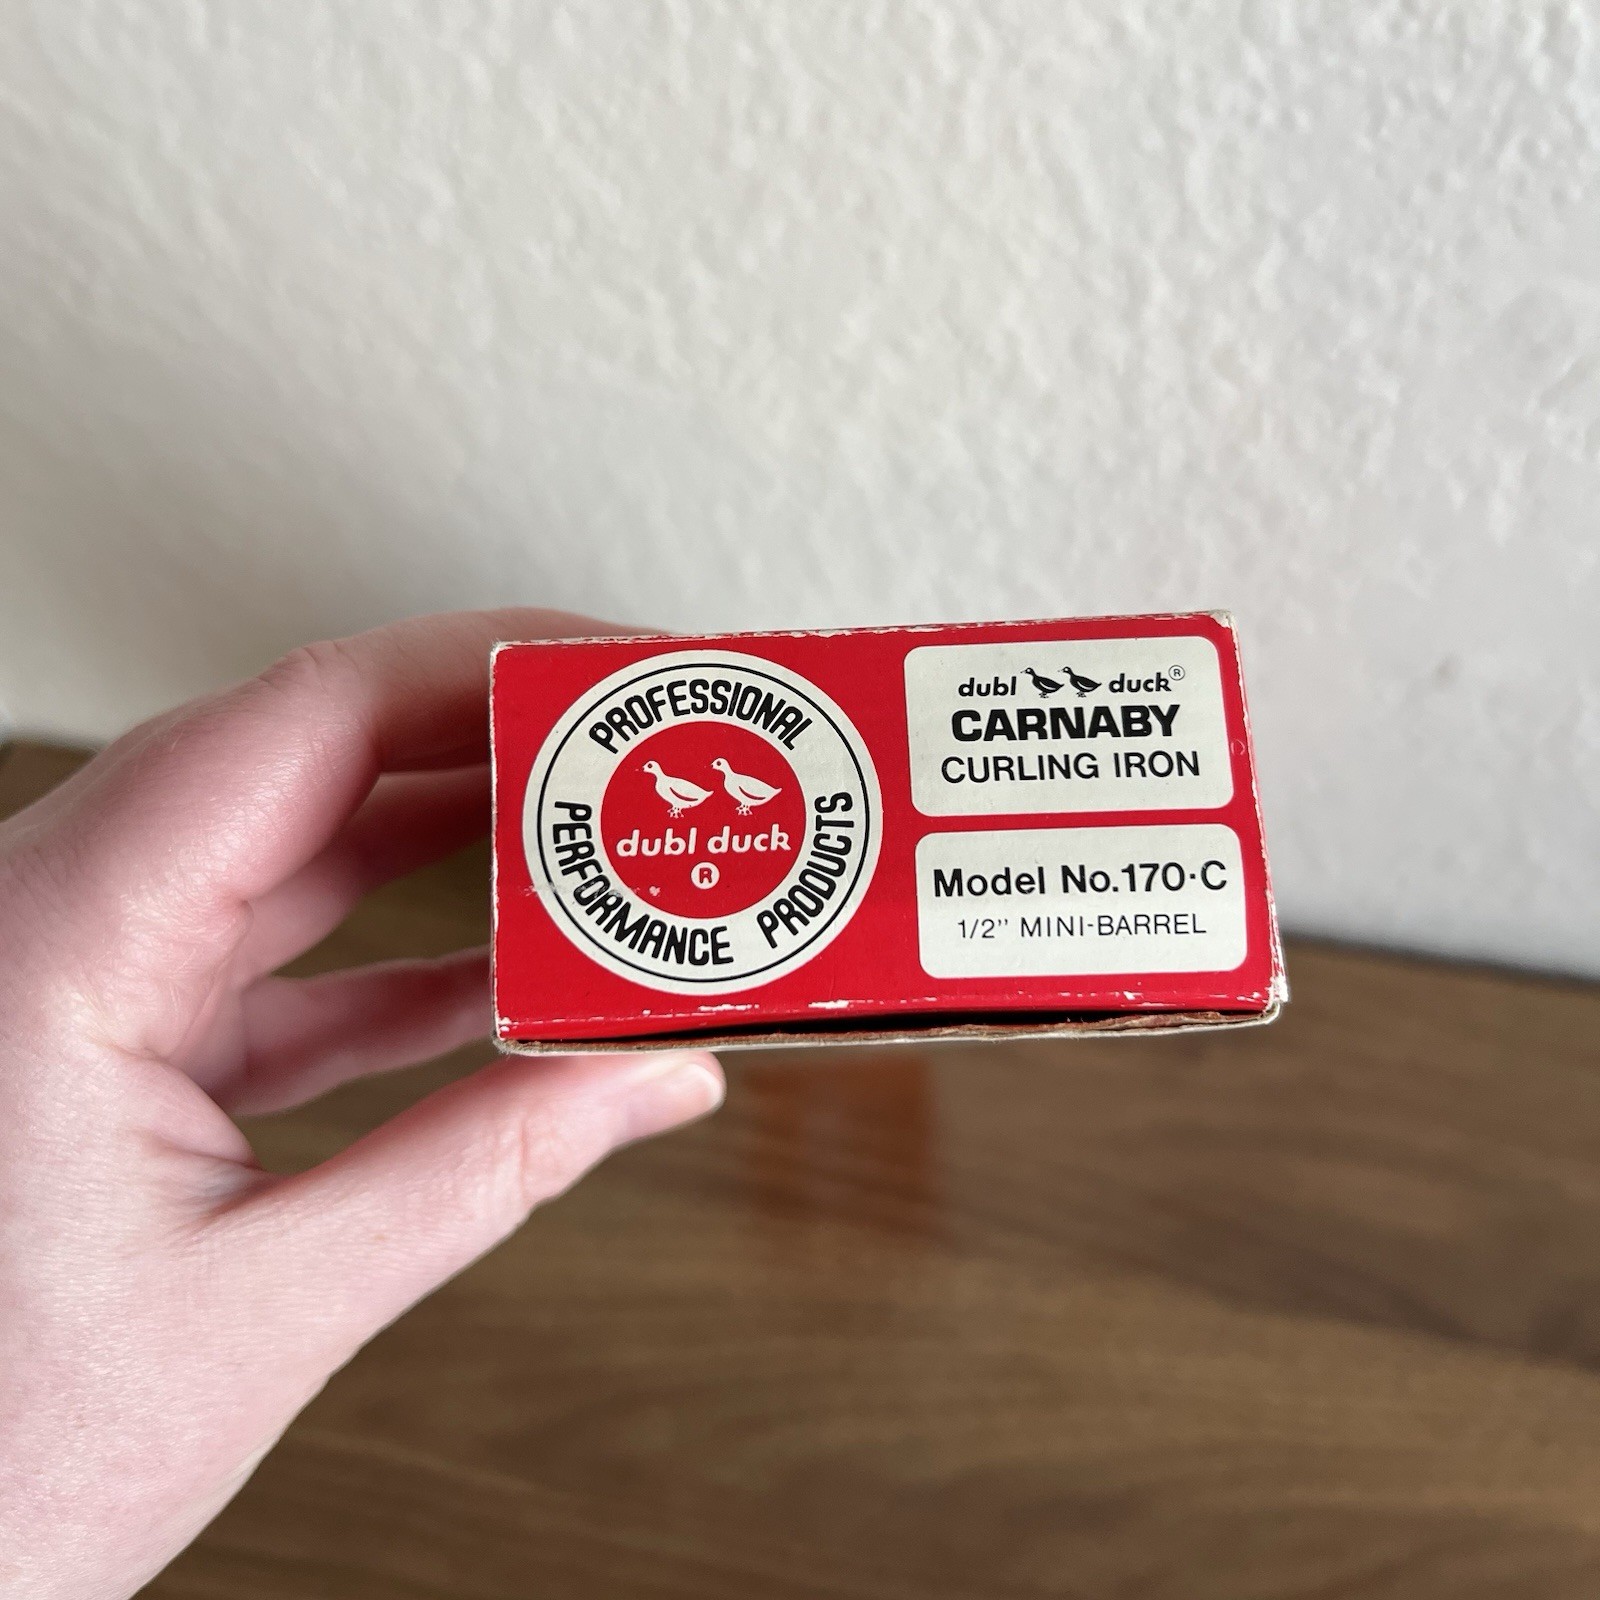 PROFESSIONAL
PERFORMANCE PRODUCTS
dubl duck
®
dubl duck®
CARNABY
CURLING IRON
Model No.170-C
1/2" MINI-BARREL